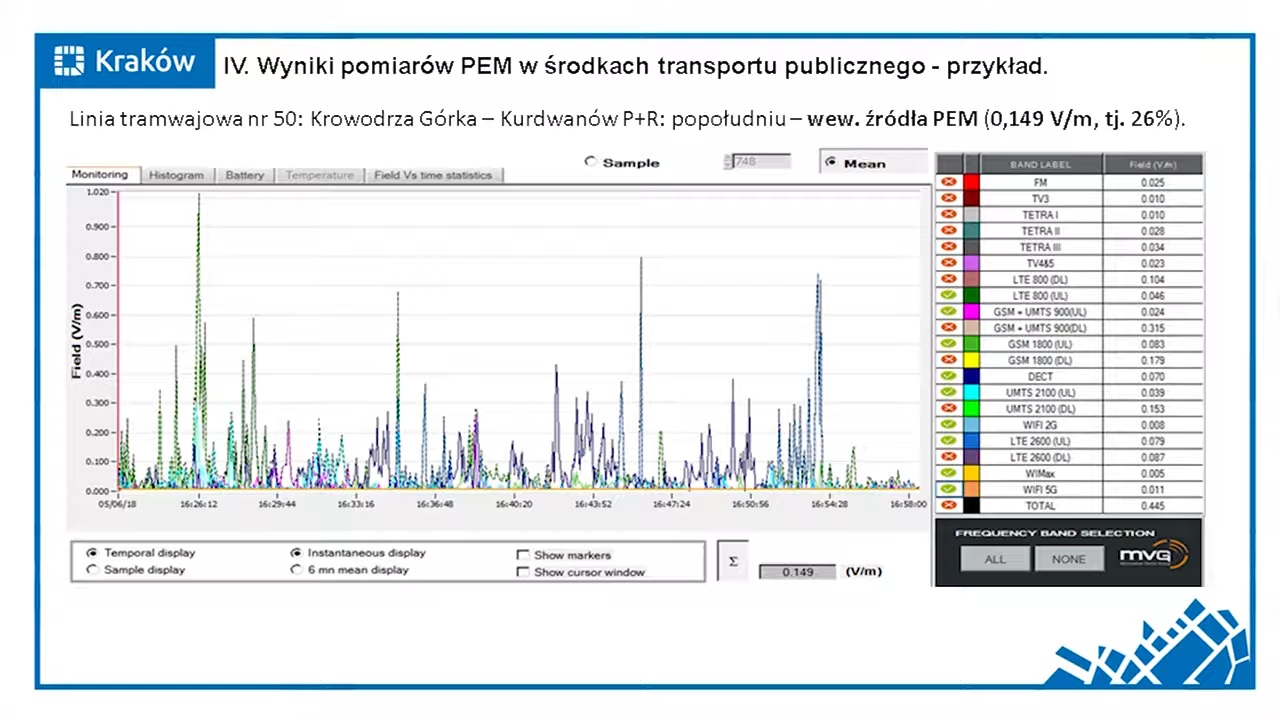 Kraków
IV. Wyniki pomiarów PEM w środkach transportu publicznego - przykład.
Linia tramwajowa nr 50: Krowodrza Górka – Kurdwanów P+R: popołudniu – wew. źródła PEM (0,149 V/m, tj. 26%).
Sample 748 Mean
Monitoring Histogram Battery Temperature Field Vs time statistics
Field (V/m)
1.020
0.900
0.800
0.700
0.600
0.500
0.400
0.300
0.200
0.100
0.000
05/06/18 16:26:12 16:29:44 16:33:16 16:36:48 16:40:20 16:43:52 16:47:24 16:50:56 16:54:28 16:58:00
Temporal display
Sample display
Instantaneous display
6 mn mean display
Show markers
Show cursor window
Σ 0.149 (V/m)
BAND LABEL Field (V/m)
FM 0.025
TV3 0.010
TETRA I 0.010
TETRA II 0.028
TETRA III 0.034
TV4&5 0.023
LTE 800 (DL) 0.104
LTE 800 (UL) 0.046
GSM + UMTS 900(UL) 0.024
GSM + UMTS 900(DL) 0.315
GSM 1800 (UL) 0.083
GSM 1800 (DL) 0.179
DECT 0.070
UMTS 2100 (UL) 0.039
UMTS 2100 (DL) 0.153
WIFI 2G 0.008
LTE 2600 (UL) 0.079
LTE 2600 (DL) 0.087
WIMax 0.005
WIFI 5G 0.011
TOTAL 0.445
FREQUENCY BAND SELECTION
ALL NONE mvg